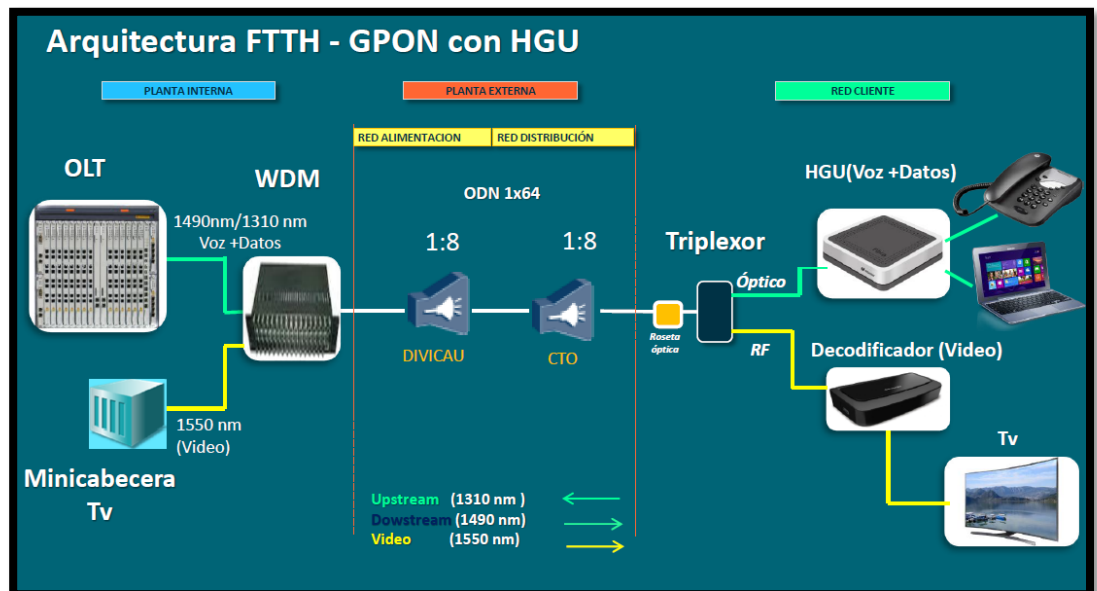 Arquitectura FTTH - GPON con HGU
PLANTA INTERNA
PLANTA EXTERNA
RED CLIENTE
RED ALIMENTACION
RED DISTRIBUCIÓN
OLT
WDM
ODN 1x64
HGU(Voz +Datos)
1490nm/1310 nm
Voz +Datos
1:8
1:8
Triplexor
Óptico
DIVICAU
CTO
Roseta
óptica
RF
Decodificador (Video)
1550 nm
(Video)
Tv
Minicabecera
Tv
Upstream (1310 nm )
Dowstream (1490 nm)
Video (1550 nm)